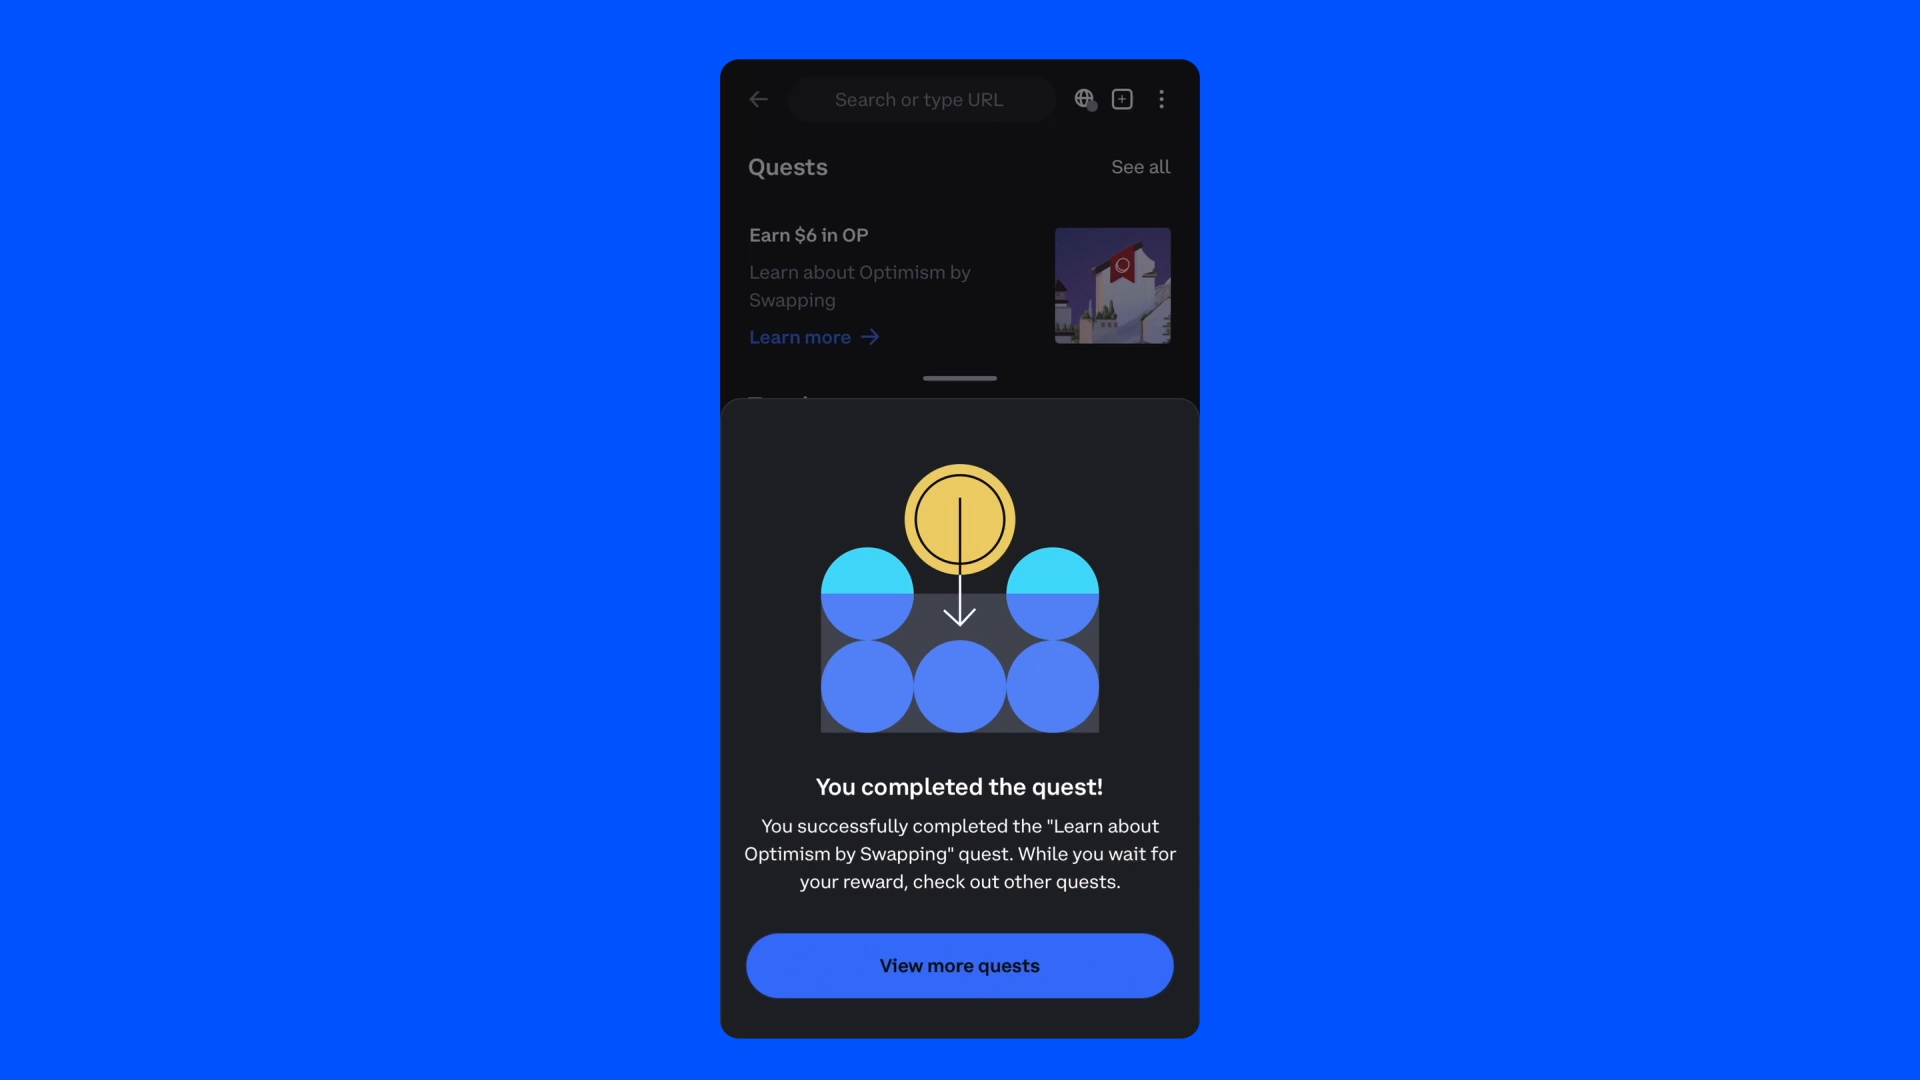 Search or type URL
Quests
See all
Earn $6 in OP
Learn about Optimism by
Swapping
Learn more
You completed the quest!
You successfully completed the "Learn about
Optimism by Swapping" quest. While you wait for
your reward, check out other quests.
View more quests